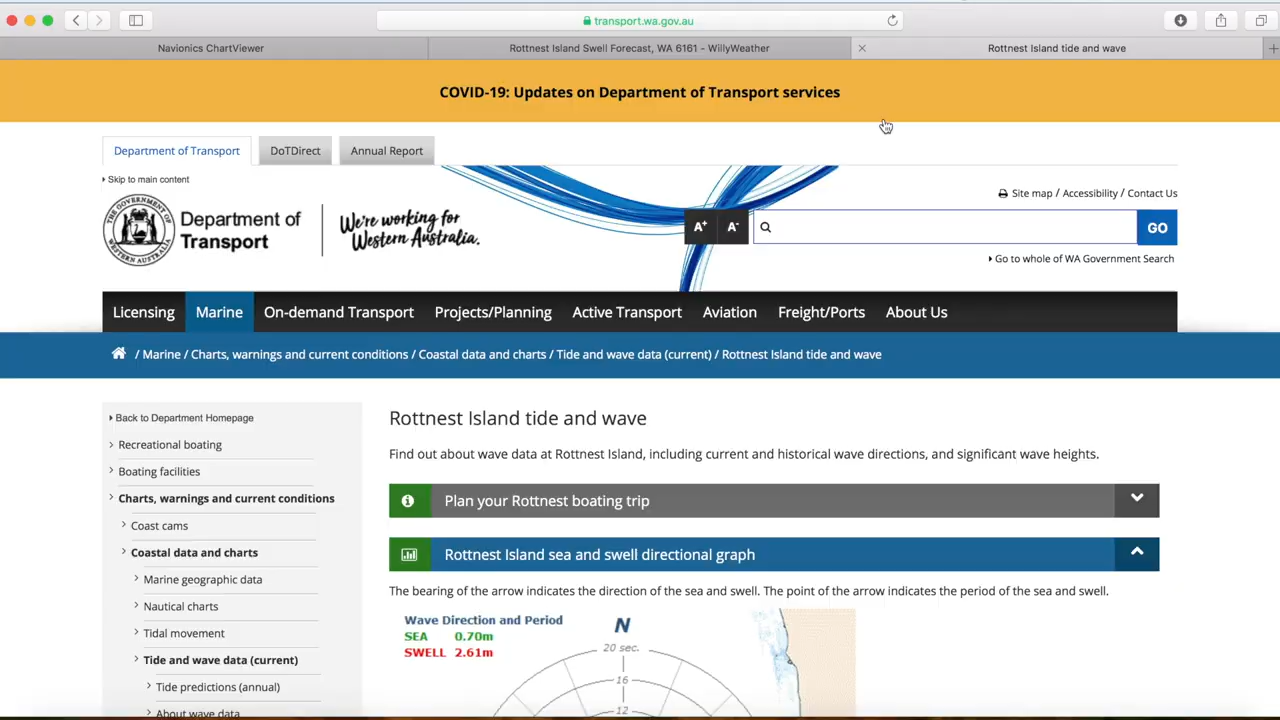 transport.wa.gov.au
Navionics ChartViewer
Rottnest Island Swell Forecast, WA 6161 - WillyWeather
Rottnest Island tide and wave
COVID-19: Updates on Department of Transport services
Department of Transport
DoTDirect
Annual Report
Skip to main content
Site map / Accessibility / Contact Us
THE GOVERNMENT OF
WESTERN AUSTRALIA
Department of
Transport
We're working for
Western Australia.
A+
A-
GO
Go to whole of WA Government Search
Licensing
Marine
On-demand Transport
Projects/Planning
Active Transport
Aviation
Freight/Ports
About Us
/ Marine / Charts, warnings and current conditions / Coastal data and charts / Tide and wave data (current) / Rottnest Island tide and wave
Back to Department Homepage
Recreational boating
Boating facilities
Charts, warnings and current conditions
Coast cams
Coastal data and charts
Marine geographic data
Nautical charts
Tidal movement
Tide and wave data (current)
Tide predictions (annual)
About wave data
Rottnest Island tide and wave
Find out about wave data at Rottnest Island, including current and historical wave directions, and significant wave heights.
Plan your Rottnest boating trip
Rottnest Island sea and swell directional graph
The bearing of the arrow indicates the direction of the sea and swell. The point of the arrow indicates the period of the sea and swell.
Wave Direction and Period
SEA 0.70m
SWELL 2.61m
N
20 sec.
16
12